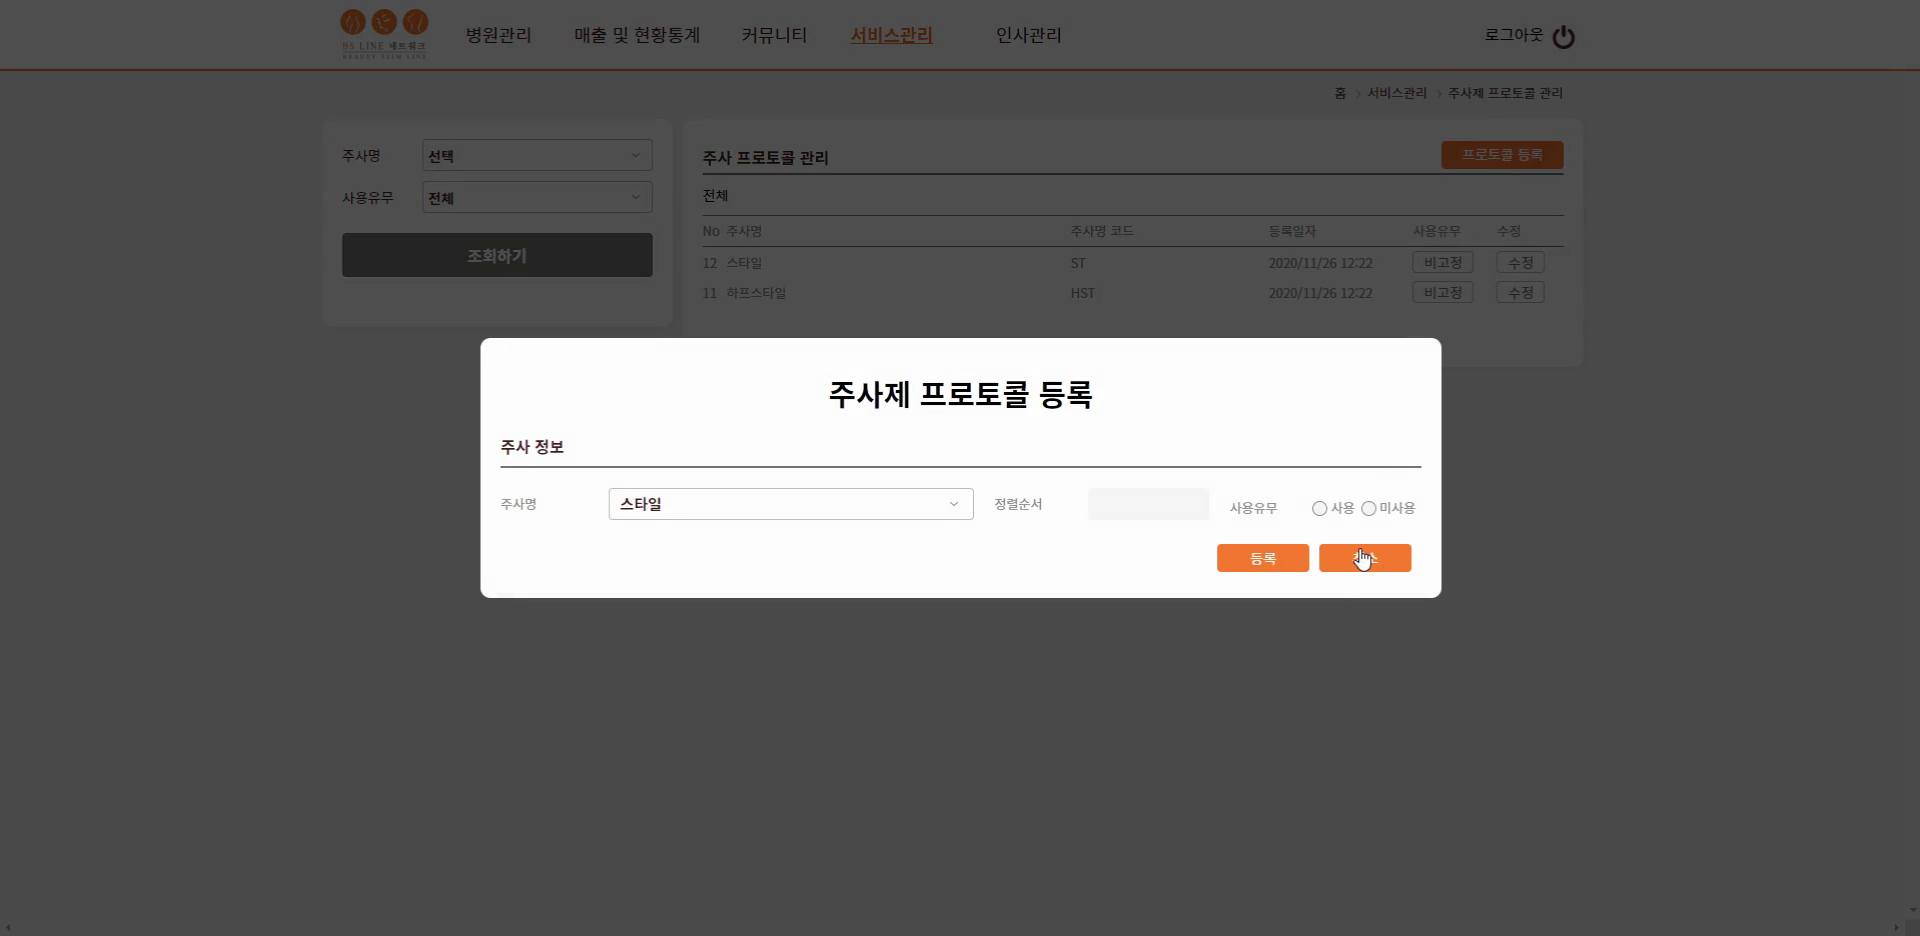 BS LINE 네트워크
BEAUTY SLIM LINE
병원관리 매출 및 현황통계 커뮤니티 서비스관리 인사관리 로그아웃
홈 > 서비스관리 > 주사제 프로토콜 관리
주사명 선택
사용유무 전체
조회하기
주사 프로토콜 관리 프로토콜 등록
전체
No 주사명 주사명 코드 등록일자 사용유무 수정
12 스타일 ST 2020/11/26 12:22 비고정 수정
11 하프스타일 HST 2020/11/26 12:22 비고정 수정
주사제 프로토콜 등록
주사 정보
주사명 스타일 정렬순서 사용유무 사용 미사용
등록